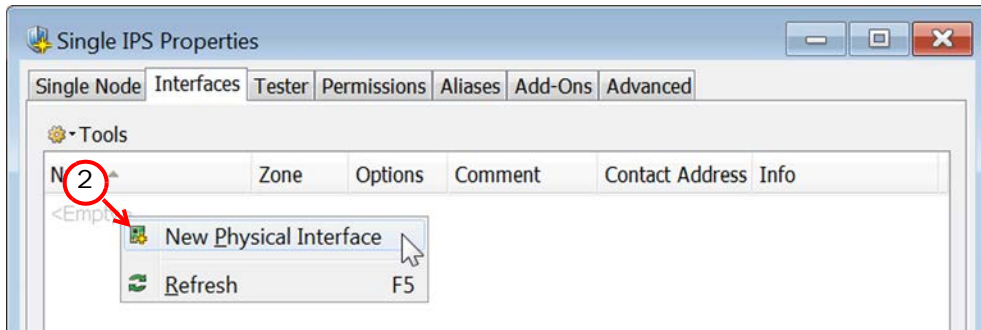 Single IPS Properties
Single Node Interfaces Tester Permissions Aliases Add-Ons Advanced
Tools
Zone Options Comment Contact Address Info
2
New Physical Interface
Refresh F5